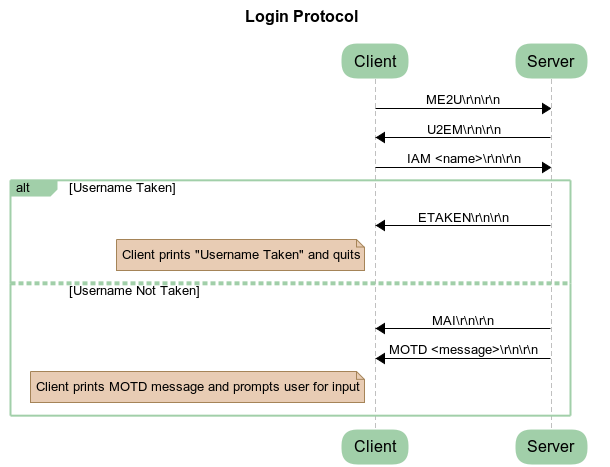 Login Protocol
Client
Server
ME2U\r\n\r\n
U2EM\r\n\r\n
IAM <name>\r\n\r\n
alt
[Username Taken]
ETAKEN\r\n\r\n
Client prints "Username Taken" and quits
[Username Not Taken]
MAI\r\n\r\n
MOTD <message>\r\n\r\n
Client prints MOTD message and prompts user for input
Client
Server